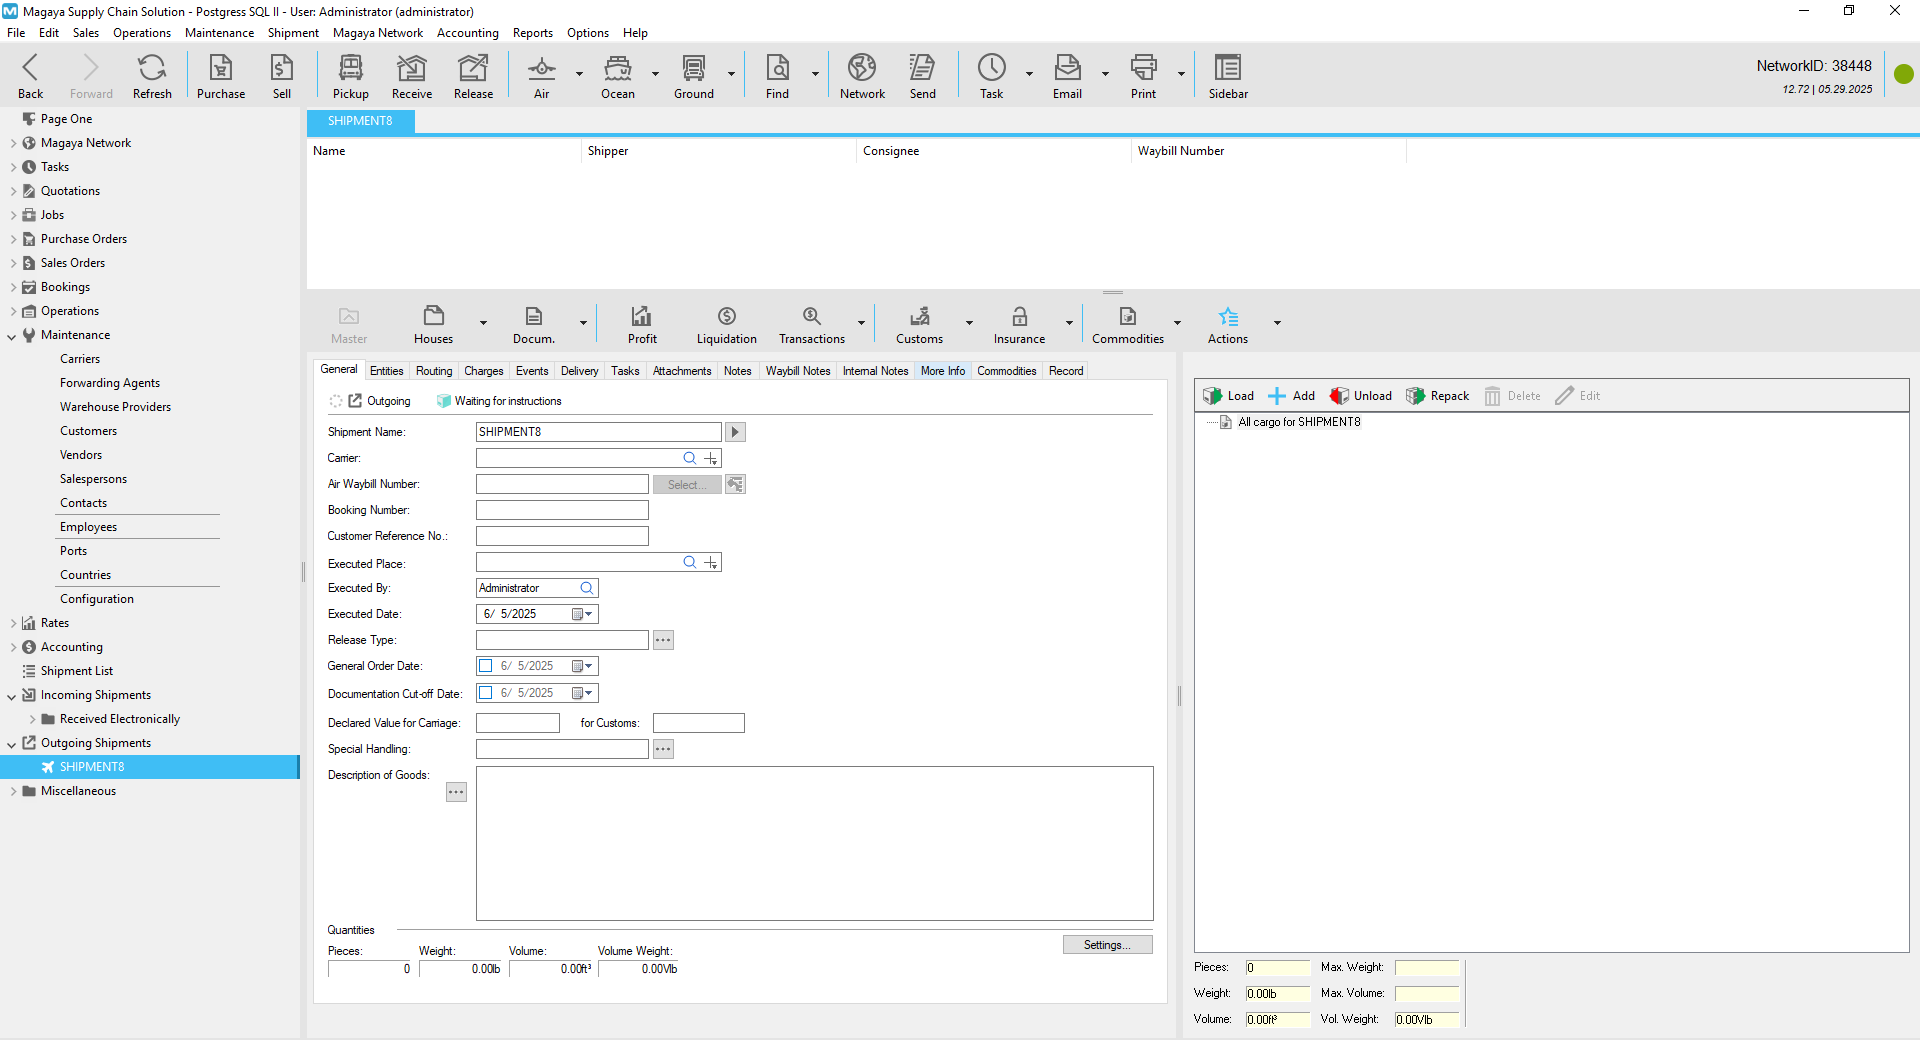 Magaya Supply Chain Solution - Postgress SQL II - User: Administrator (administrator)
File Edit Sales Operations Maintenance Shipment Magaya Network Accounting Reports Options Help
Back Forward Refresh Purchase Sell Pickup Receive Release Air Ocean Ground Find Network Send Task Email Print Sidebar
NetworkID: 38448
12.72 | 05.29.2025
Page One
Magaya Network
Tasks
Quotations
Jobs
Purchase Orders
Sales Orders
Bookings
Operations
Maintenance
Carriers
Forwarding Agents
Warehouse Providers
Customers
Vendors
Salespersons
Contacts
Employees
Ports
Countries
Configuration
Rates
Accounting
Shipment List
Incoming Shipments
Received Electronically
Outgoing Shipments
SHIPMENT8
Miscellaneous
SHIPMENT8
Name Shipper Consignee Waybill Number
Master Houses Docum. Profit Liquidation Transactions Customs Insurance Commodities Actions
General Entities Routing Charges Events Delivery Tasks Attachments Notes Waybill Notes Internal Notes More Info Commodities Record
Outgoing Waiting for instructions
Shipment Name: SHIPMENT8
Carrier:
Air Waybill Number: Select...
Booking Number:
Customer Reference No.:
Executed Place:
Executed By: Administrator
Executed Date: 6/ 5/2025
Release Type:
General Order Date: 6/ 5/2025
Documentation Cut-off Date: 6/ 5/2025
Declared Value for Carriage: for Customs:
Special Handling:
Description of Goods:
Quantities
Settings...
Pieces: Weight: Volume: Volume Weight:
0 0.00lb 0.00ft³ 0.00Vlb
Load Add Unload Repack Delete Edit
All cargo for SHIPMENT8
Pieces: 0 Max. Weight:
Weight: 0.00lb Max. Volume:
Volume: 0.00ft³ Vol. Weight: 0.00Vlb